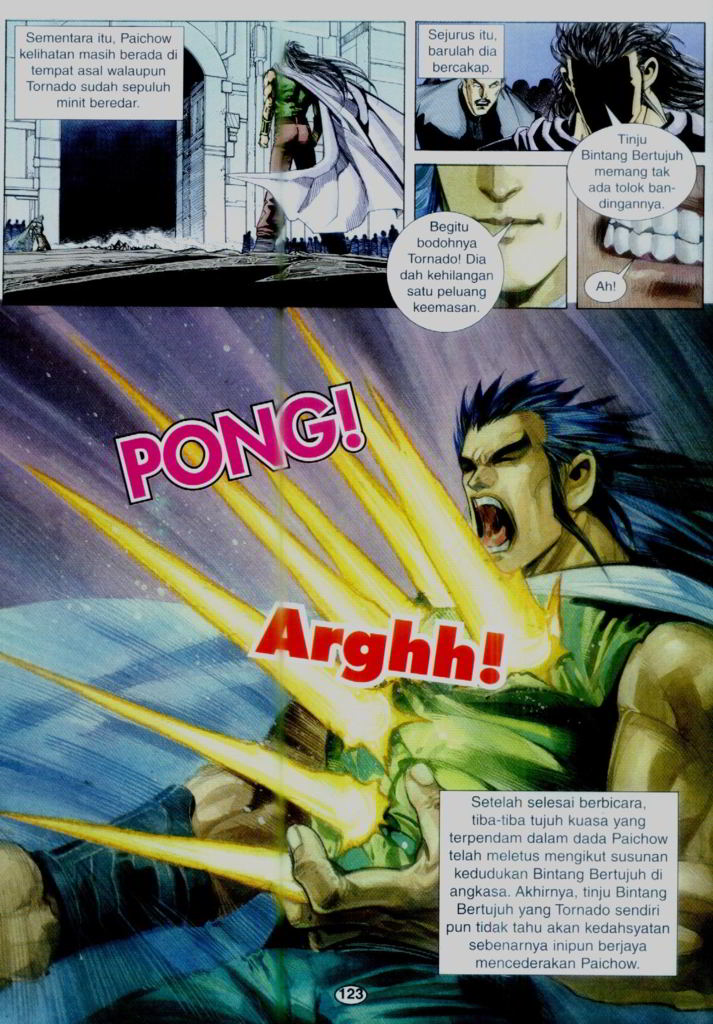 Sementara itu, Paichow
kelihatan masih berada di
tempat asal walaupun
Tornado sudah sepuluh
minit beredar.
Sejurus itu,
barulah dia
bercakap.
Tinju
Bintang Bertujuh
memang tak
ada tolok ban-
dingannya.
Begitu
bodohnya
Tornado! Dia
dah kehilangan
satu peluang
keemasan.
Ah!
PONG!
Arghh!
Setelah selesai berbicara,
tiba-tiba tujuh kuasa yang
terpendam dalam dada Paichow
telah meletus mengikut susunan
kedudukan Bintang Bertujuh di
angkasa. Akhirnya, tinju Bintang
Bertujuh yang Tornado sendiri
pun tidak tahu akan kedahsyatan
sebenarnya inipun berjaya
mencederakan Paichow.
123